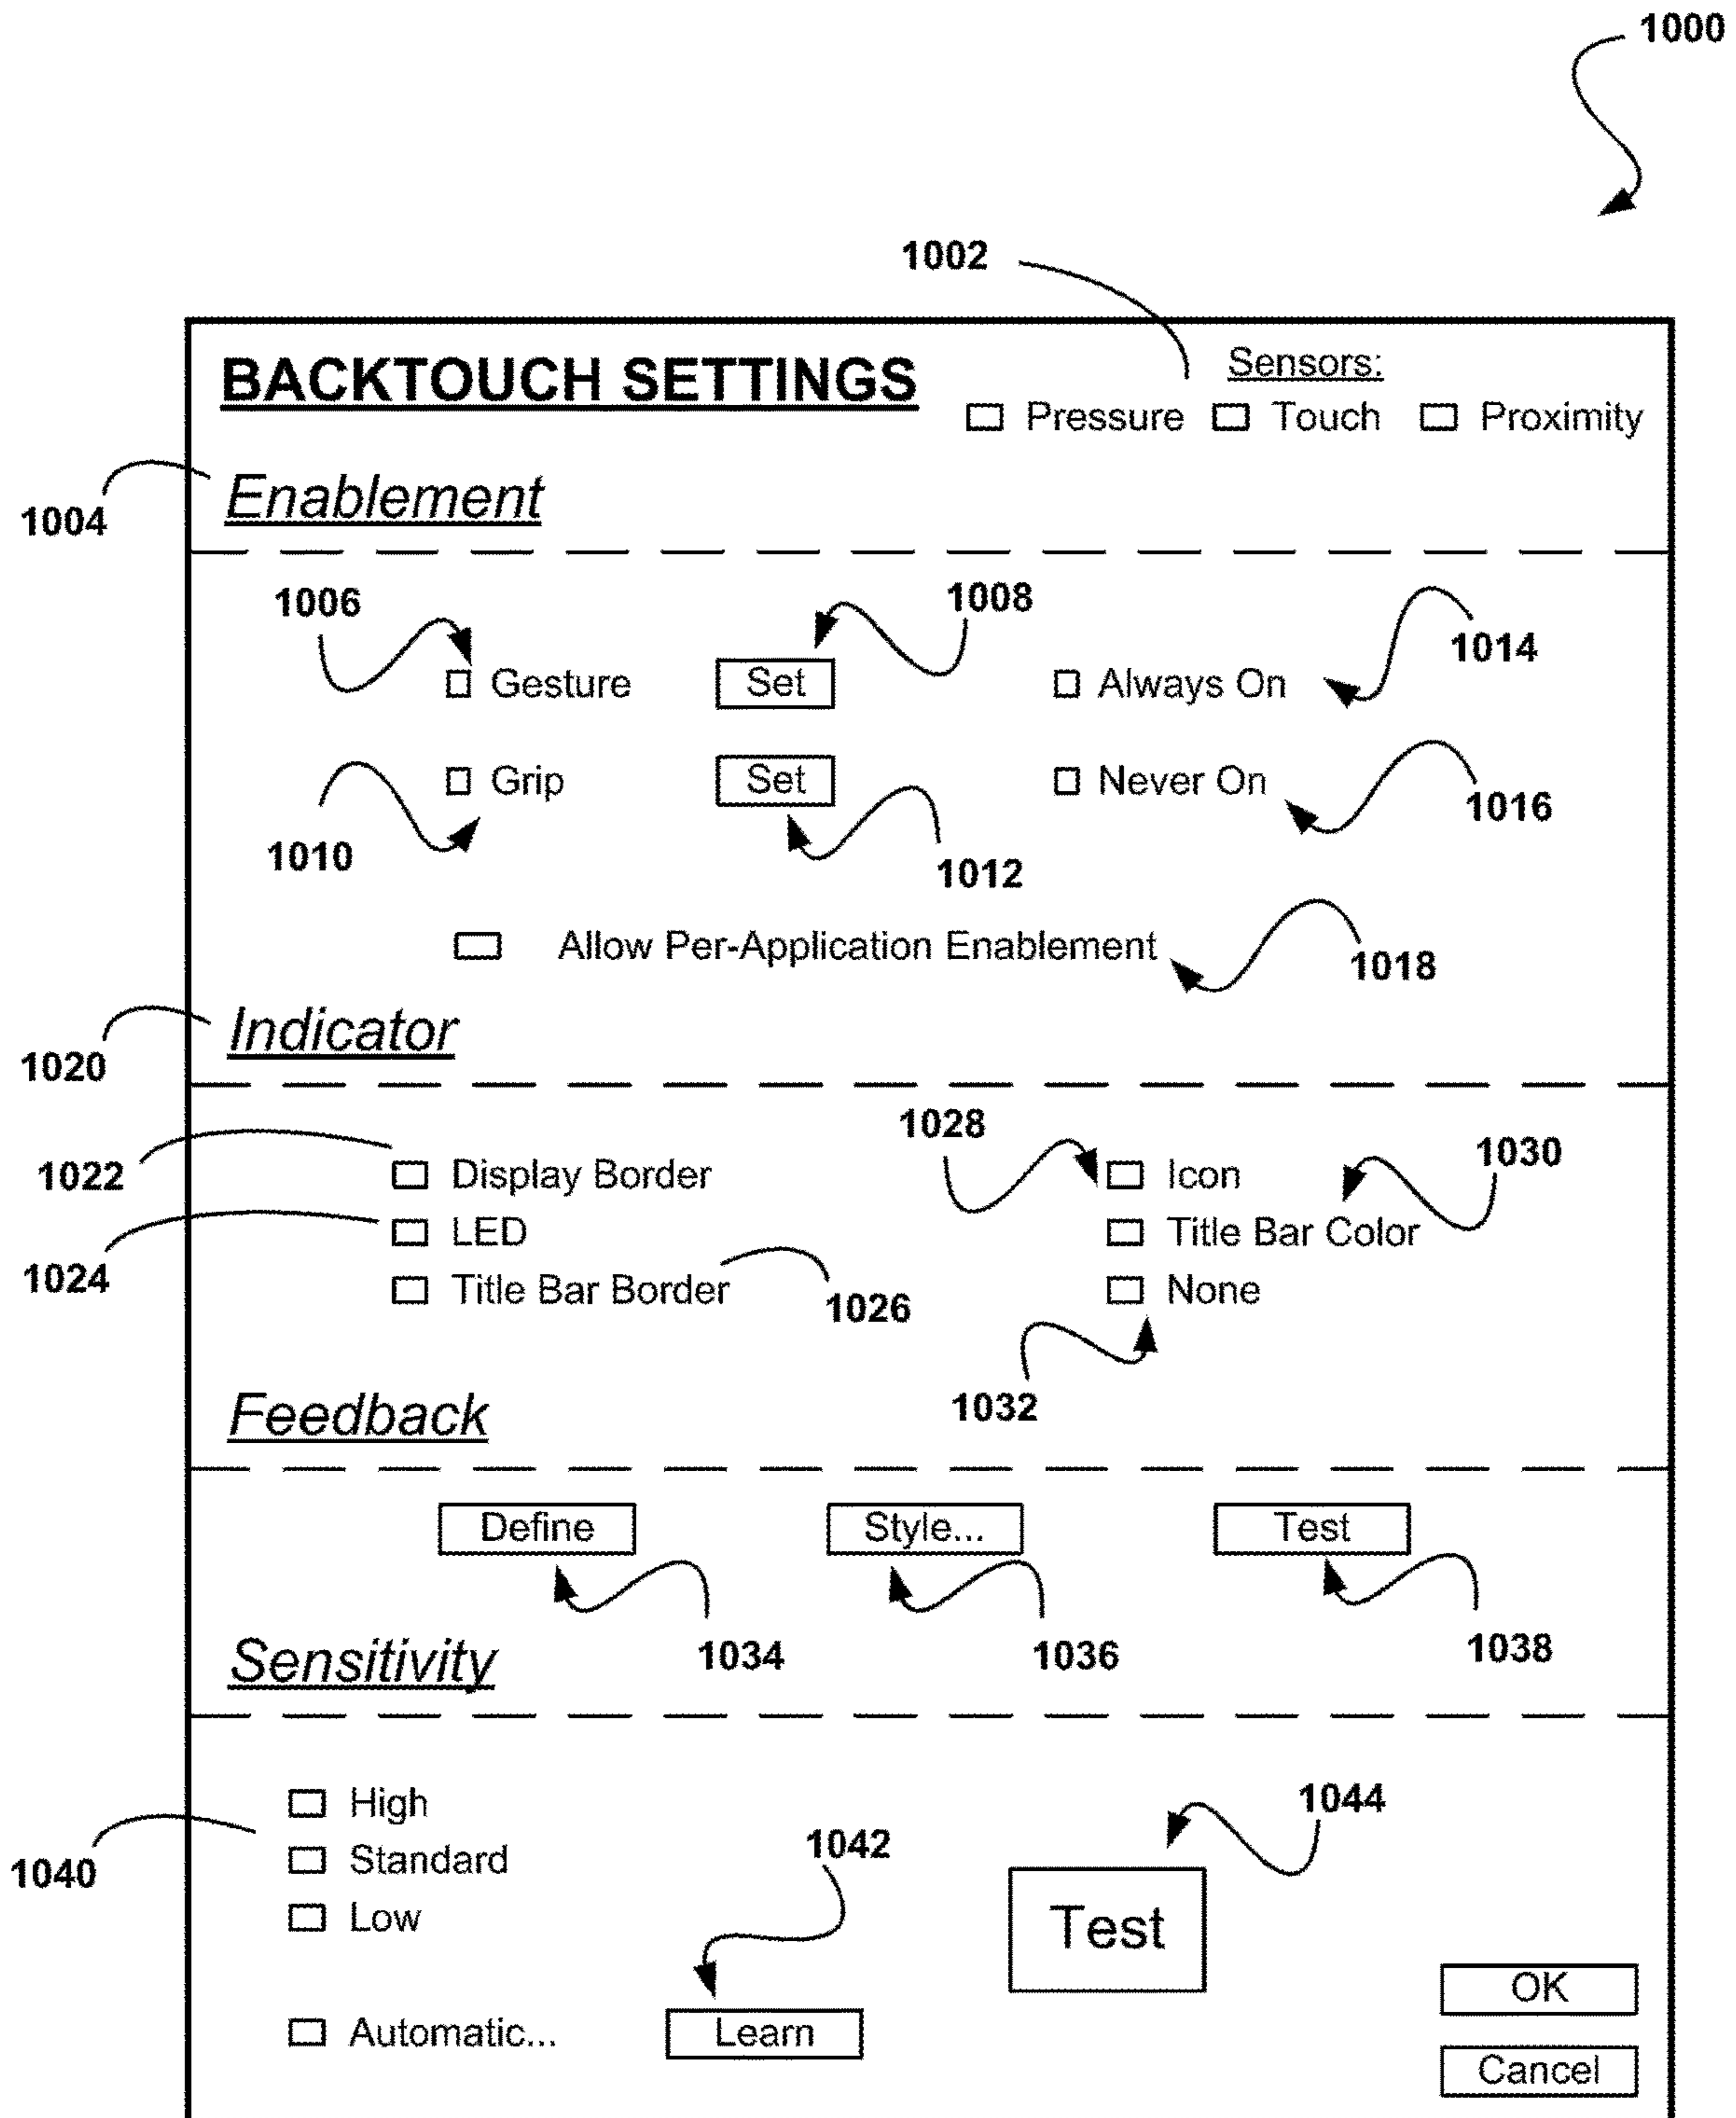 1000
1002
BACKTOUCH SETTINGS
Sensors:
Pressure Touch Proximity
1004
Enablement
1006 1008
1014
Gesture Set Always On
Grip Set Never On
1016
1010 1012
Allow Per-Application Enablement
1018
1020
Indicator
1028 1030
1022
Display Border Icon
LED Title Bar Color
1024
Title Bar Border None
1026
1032
Feedback
Define Style... Test
1034 1036 1038
Sensitivity
High
1044
1040
1042
Standard
Low
Test
OK
Automatic... Learn
Cancel